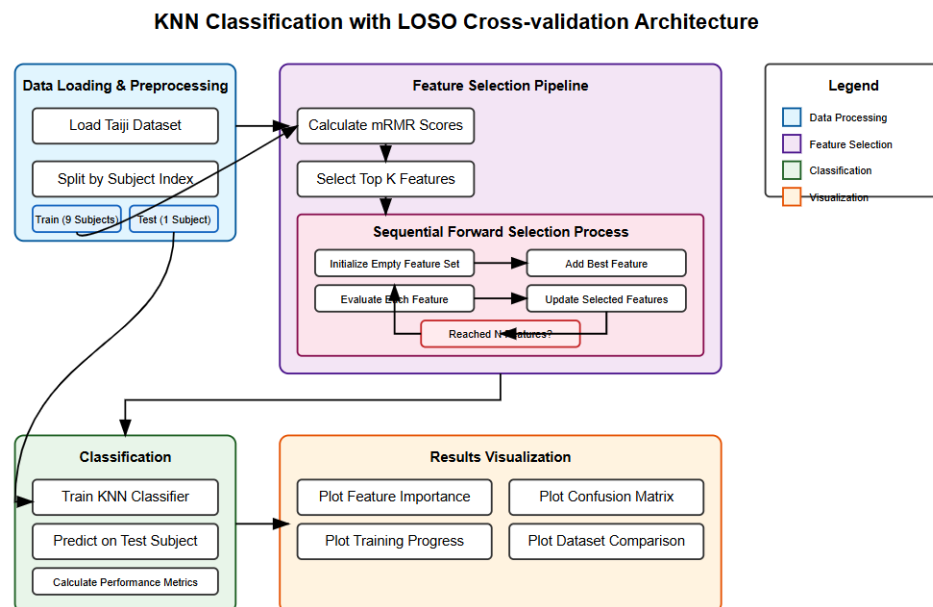 KNN Classification with LOSO Cross-validation Architecture
Data Loading & Preprocessing
Load Taiji Dataset
Split by Subject Index
Train (9 Subjects)
Test (1 Subject)
Feature Selection Pipeline
Calculate mRMR Scores
Select Top K Features
Sequential Forward Selection Process
Initialize Empty Feature Set
Add Best Feature
Evaluate Each Feature
Update Selected Features
Reached N Features?
Legend
Data Processing
Feature Selection
Classification
Visualization
Classification
Train KNN Classifier
Predict on Test Subject
Calculate Performance Metrics
Results Visualization
Plot Feature Importance
Plot Confusion Matrix
Plot Training Progress
Plot Dataset Comparison